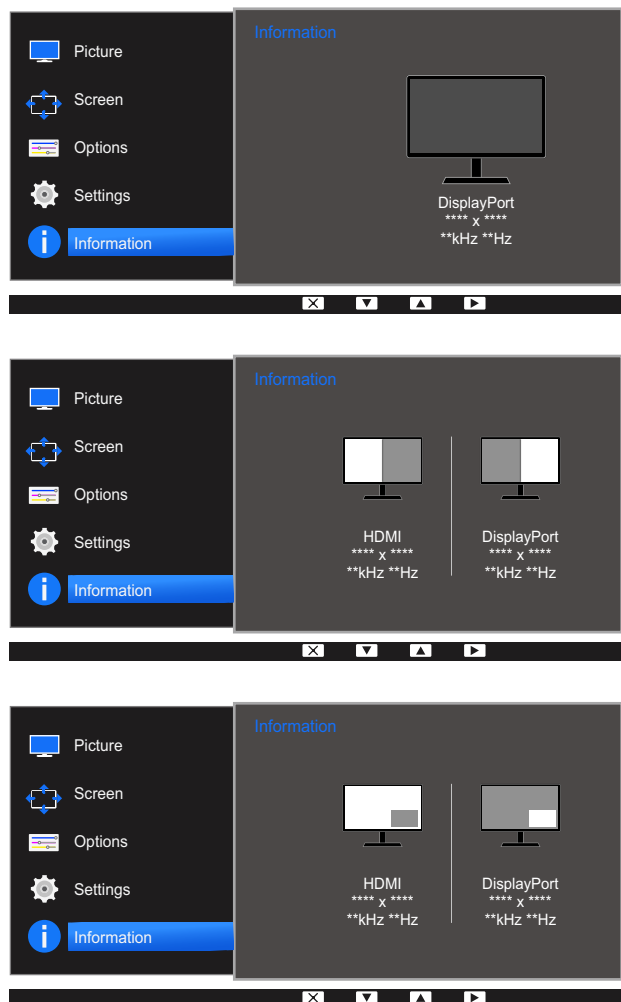 Information
Picture
Screen
Options
Settings
Information
DisplayPort
**** x ****
**kHz **Hz
Information
Picture
Screen
Options
Settings
Information
HDMI
**** x ****
**kHz **Hz
DisplayPort
**** x ****
**kHz **Hz
Information
Picture
Screen
Options
Settings
Information
HDMI
**** x ****
**kHz **Hz
DisplayPort
**** x ****
**kHz **Hz